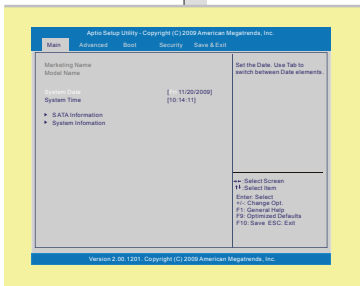 Aptio Setup Utility - Copyright (C) 2009 American Megatrends, Inc.
Main Advanced Boot Security Save & Exit
Marketing Name
Model Name
System Date [ 11/20/2009]
System Time [10:14:11]
SATA Information
System Infomation
Set the Date. Use Tab to
switch between Date elements.
:Select Screen
:Select Item
Enter: Select
+/-: Change Opt.
F1: General Help
F9: Optimized Defaults
F10: Save ESC: Exit
Version 2.00.1201. Copyright (C) 2009 American Megatrends, Inc.